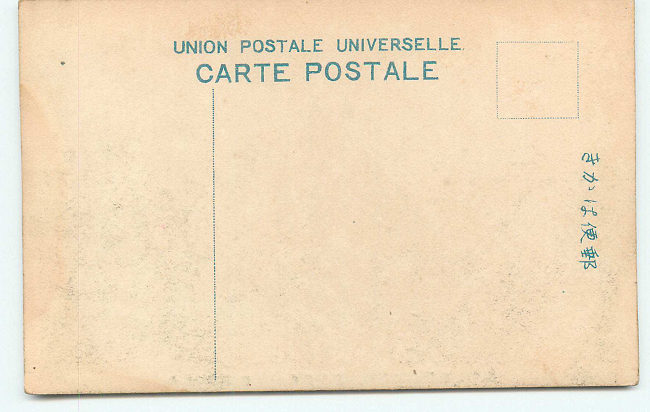 UNION POSTALE UNIVERSELLE.
CARTE POSTALE
郵便はかき